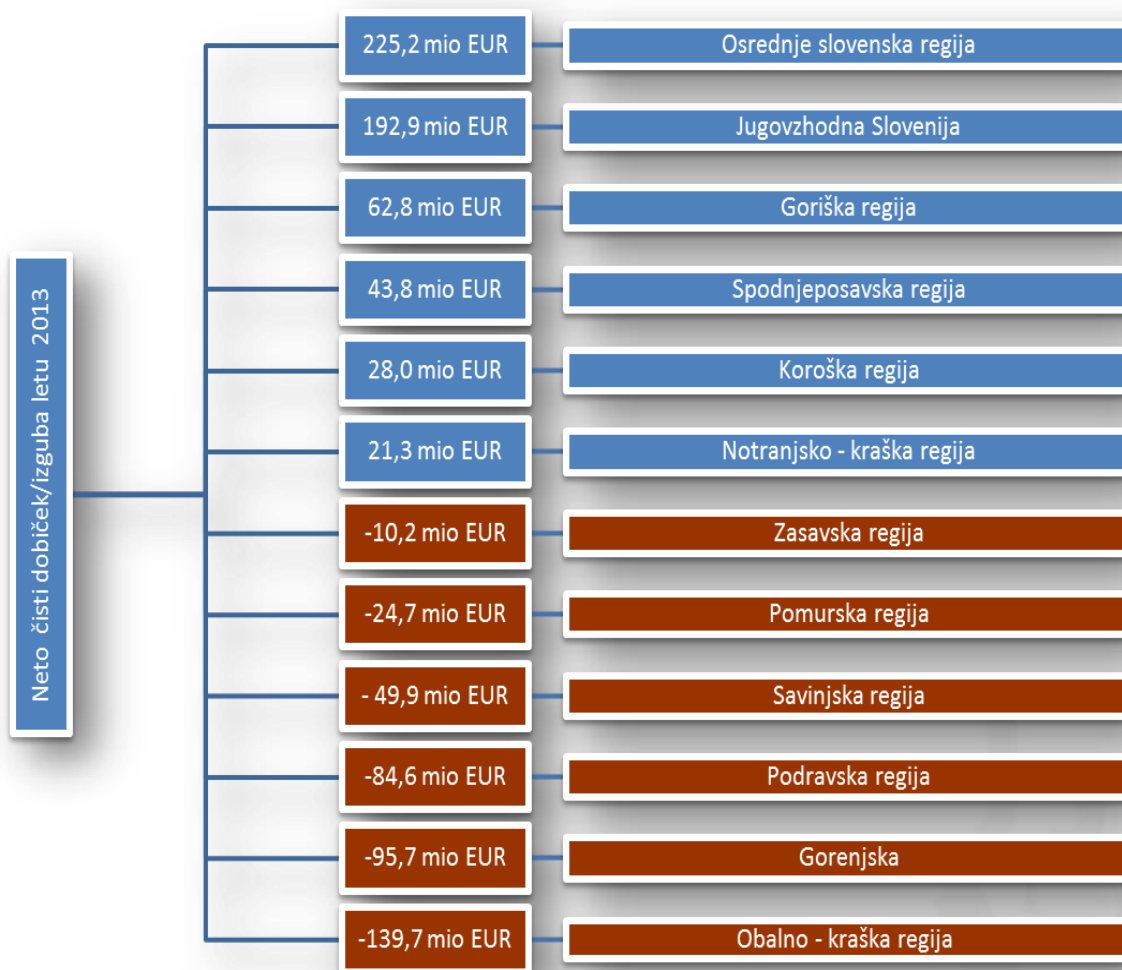 Neto čisti dobiček/izguba letu 2013
225,2 mio EUR Osrednje slovenska regija
192,9 mio EUR Jugovzhodna Slovenija
62,8 mio EUR Goriška regija
43,8 mio EUR Spodnjeposavska regija
28,0 mio EUR Koroška regija
21,3 mio EUR Notranjsko - kraška regija
-10,2 mio EUR Zasavska regija
-24,7 mio EUR Pomurska regija
- 49,9 mio EUR Savinjska regija
-84,6 mio EUR Podravska regija
-95,7 mio EUR Gorenjska
-139,7 mio EUR Obalno - kraška regija